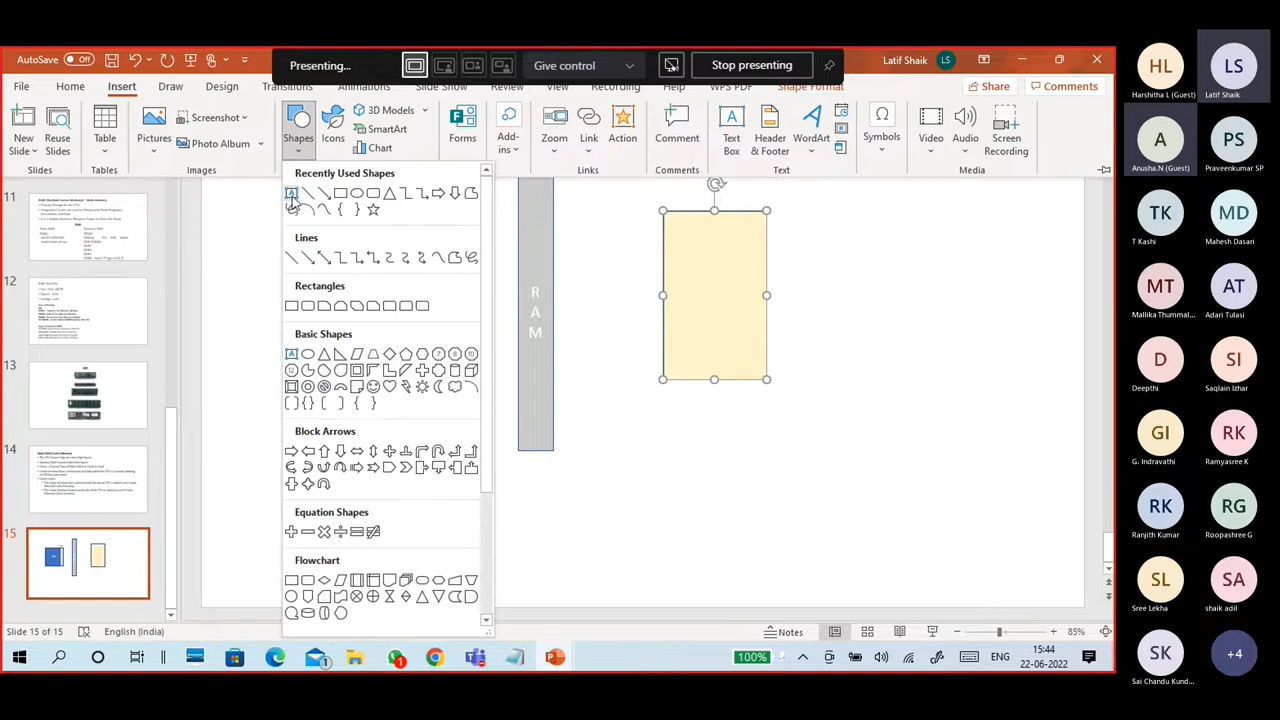 Presenting...
Give control
Stop presenting
AutoSave
Off
Latif Shaik
LS
File
Home
Insert
Draw
Design
Transitions
Animations
Slide Show
Review
Recording
Help
WPS PDF
Shape Format
Share
Comments
New
Slide
Reuse
Slides
Table
Pictures
Screenshot
Photo Album
Shapes
Icons
3D Models
SmartArt
Chart
Forms
Add-
ins
Zoom
Link
Action
Comment
Text
Box
Header
& Footer
WordArt
Symbols
Video
Audio
Screen
Recording
Slides
Tables
Images
Links
Comments
Text
Media
Recently Used Shapes
Lines
Rectangles
Basic Shapes
Block Arrows
Equation Shapes
Flowchart
11
12
13
14
15
R
A
M
Slide 15 of 15
English (India)
Notes
85%
100%
ENG
15:44
22-06-2022
HL
Harshitha L (Guest)
LS
Latif Shaik
A
Anusha.N (Guest)
PS
Praveenkumar SP
TK
T Kashi
MD
Mahesh Dasari
MT
Mallika Thummal...
AT
Adari Tulasi
D
Deepthi
SI
Saqlain Izhar
GI
G. Indravathi
RK
Ramyasree K
RK
Ranjith Kumar
RG
Roopashree G
SL
Sree Lekha
SA
shaik adil
SK
Sai Chandu Kund...
+4